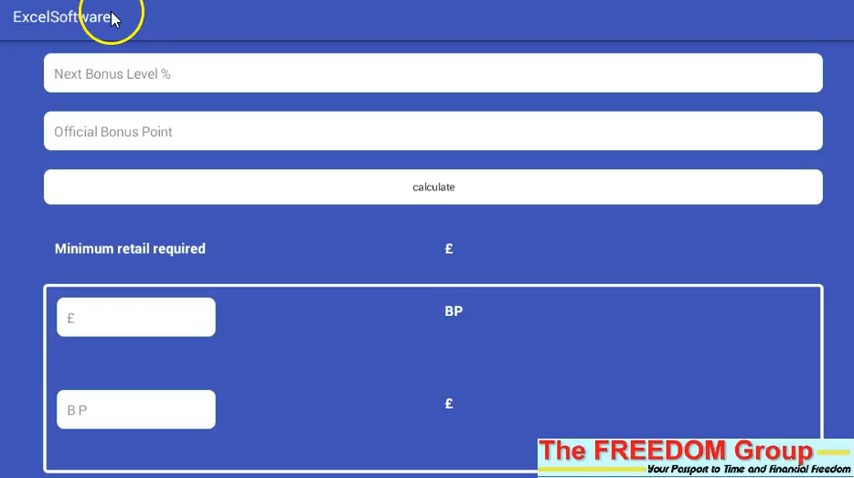 ExcelSoftware
Next Bonus Level %
Official Bonus Point
calculate
Minimum retail required £
£ BP
B P £
The FREEDOM Group
Your Passport to Time and Financial Freedom